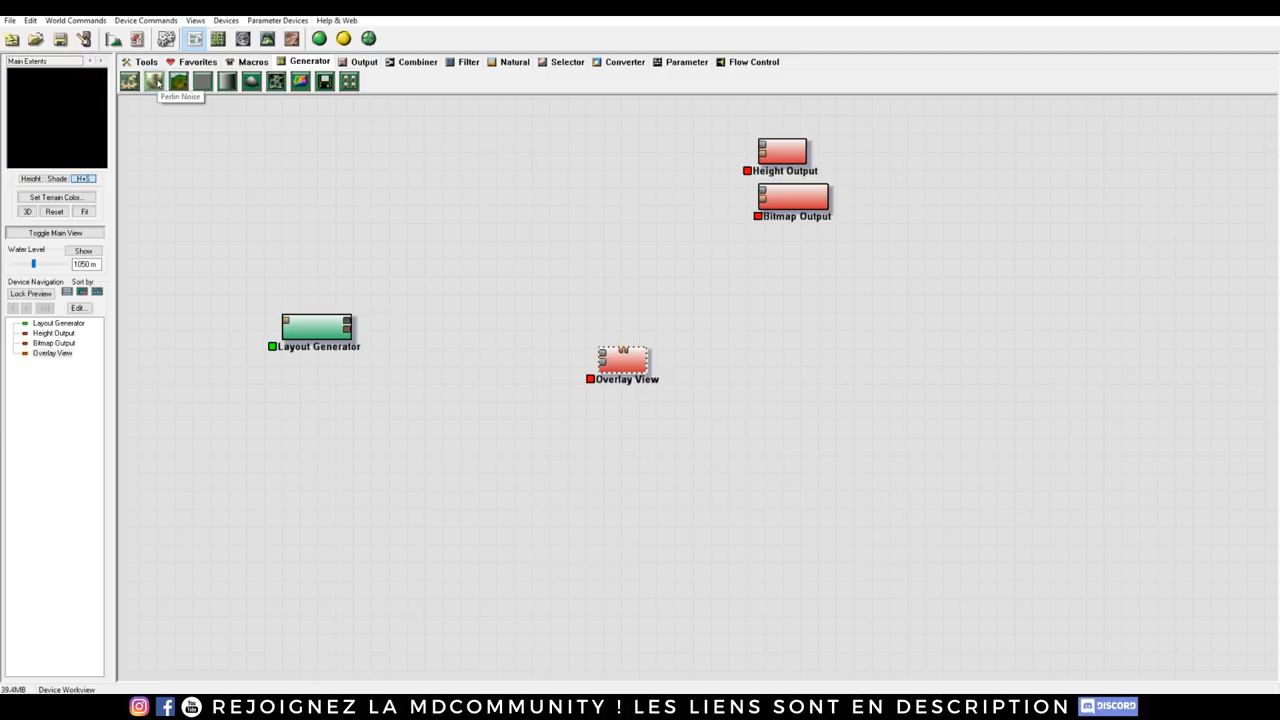 File Edit World Commands Device Commands Views Devices Parameter Devices Help & Web
Main Extents
Tools Favorites Macros Generator Output Combiner Filter Natural Selector Converter Parameter Flow Control
Perlin Noise
Height Shade H+S
Set Terrain Color...
3D Reset Fit
Toggle Main View
Water Level Show
1050 m
Device Navigation Sort by:
Lock Preview
Edit...
Layout Generator
Height Output
Bitmap Output
Overlay View
Height Output
Bitmap Output
Layout Generator
Overlay View
39.4MB Device Workview
REJOIGNEZ LA MDCOMMUNITY ! LES LIENS SONT EN DESCRIPTION DISCORD